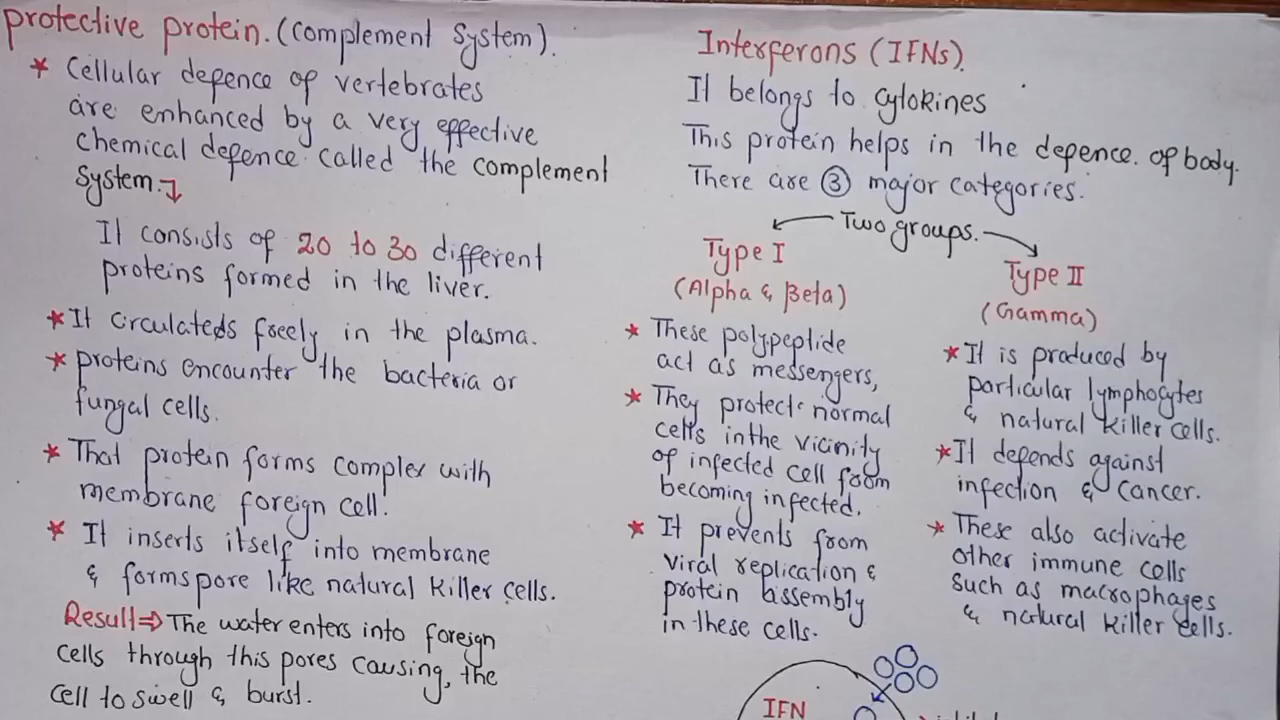 protective protein. (complement System).
* Cellular defence of vertebrates
are enhanced by a very effective
chemical defence called the complement
System.
It consists of 20 to 30 different
proteins formed in the liver.
* It circulateds freely in the plasma.
* proteins encounter the bacteria or
fungal cells.
* That protein forms complex with
membrane foreign cell.
* It inserts itself into membrane
& forms pore like natural killer cells.
Result⇒ The water enters into foreign
cells through this pores causing, the
cell to swell & burst.
Interferons (IFNs).
It belongs to cytokines
This protein helps in the defence. of body.
There are ③ major categories.
Two groups.
Type I
(Alpha & Beta)
* These polypeptide
act as messengers,
* They protect normal
cells in the vicinity
of infected cell from
becoming infected.
* It prevents from
viral replication &
protein assembly
in these cells.
Type II
(Gamma)
* It is produced by
particular lymphocytes
& natural killer cells.
* It defends against
infection & cancer.
* These also activate
other immune cells
such as macrophages
& natural killer cells.
IFN